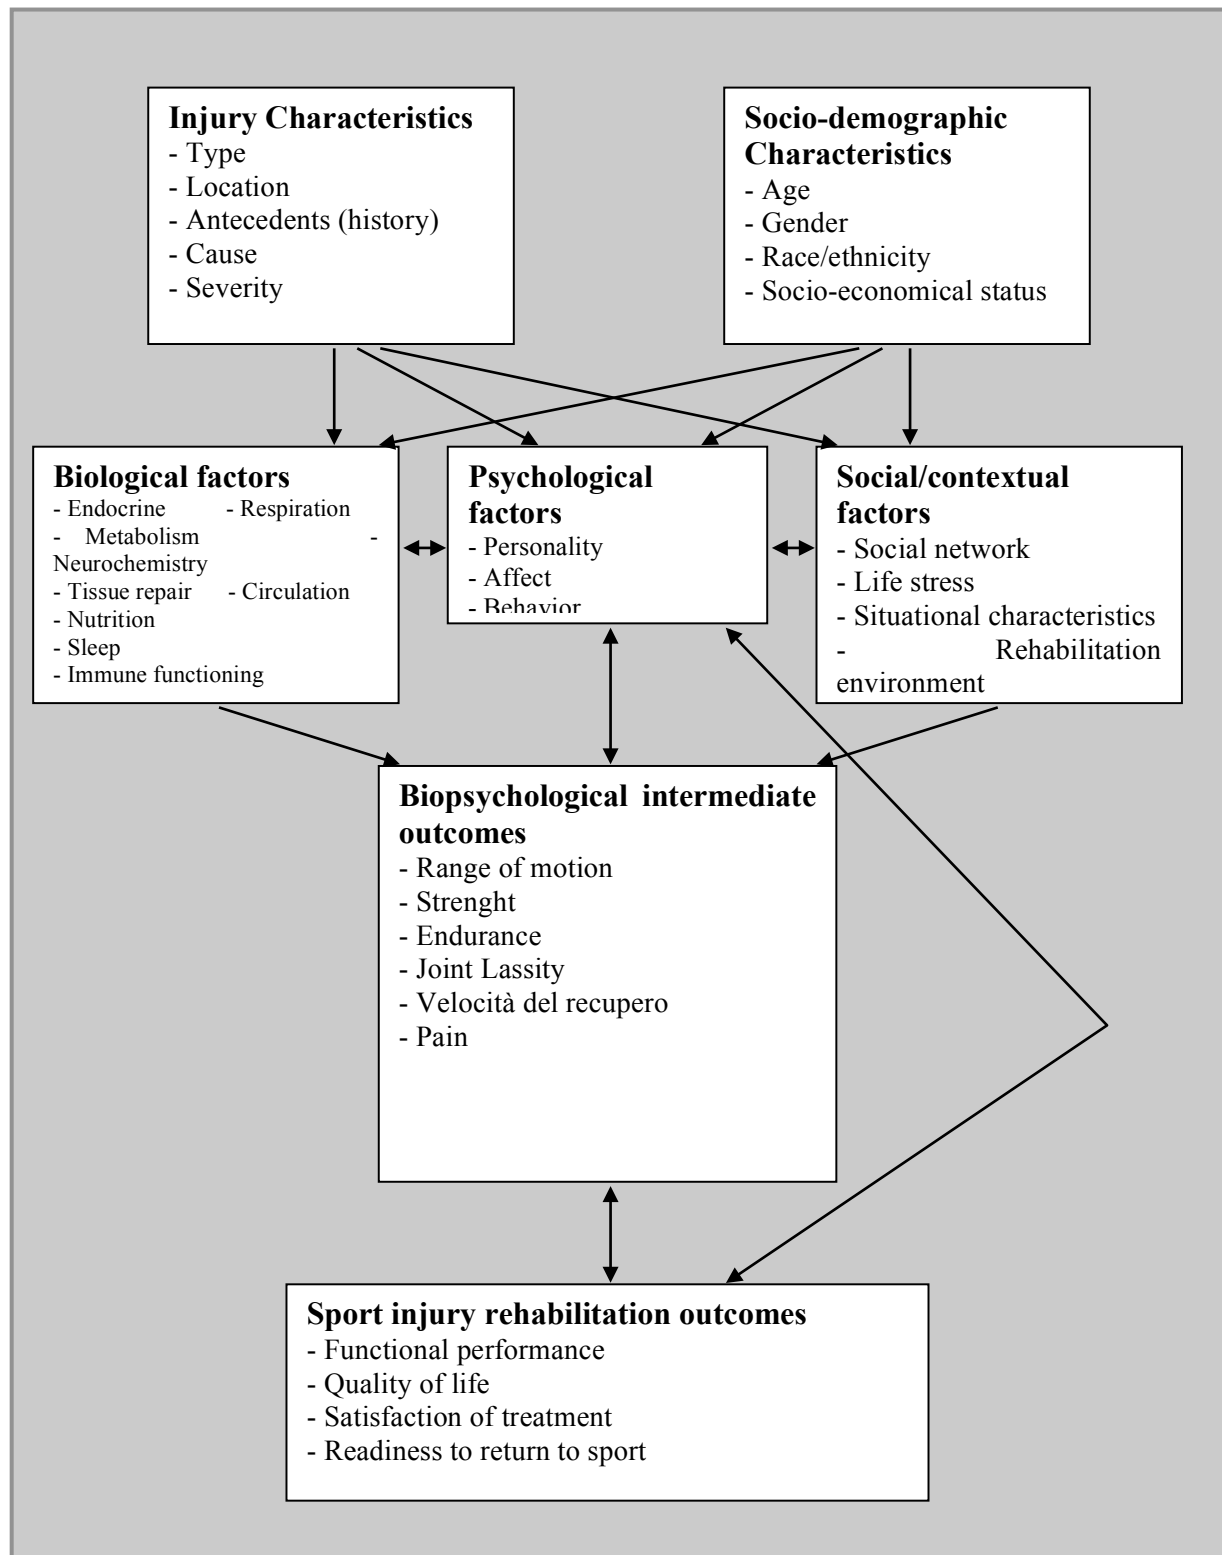 Injury Characteristics
- Type
- Location
- Antecedents (history)
- Cause
- Severity
Socio-demographic
Characteristics
- Age
- Gender
- Race/ethnicity
- Socio-economical status
Biological factors
- Endocrine - Respiration
- Metabolism -
Neurochemistry
- Tissue repair - Circulation
- Nutrition
- Sleep
- Immune functioning
Psychological
factors
- Personality
- Affect
- Behavior
Social/contextual
factors
- Social network
- Life stress
- Situational characteristics
- Rehabilitation
environment
Biopsychological intermediate
outcomes
- Range of motion
- Strenght
- Endurance
- Joint Lassity
- Velocità del recupero
- Pain
Sport injury rehabilitation outcomes
- Functional performance
- Quality of life
- Satisfaction of treatment
- Readiness to return to sport